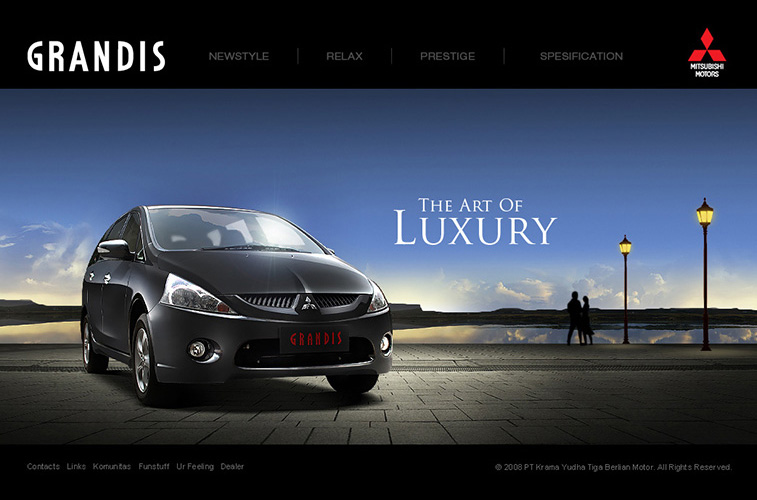 GRANDIS
NEWSTYLE
RELAX
PRESTIGE
SPESIFICATION
MITSUBISHI
MOTORS
THE ART OF
LUXURY
GRANDIS
Contacts Links Komunitas Funstuff Ur Feeling Dealer
© 2008 PT Krama Yudha Tiga Berlian Motor. All Rights Reserved.